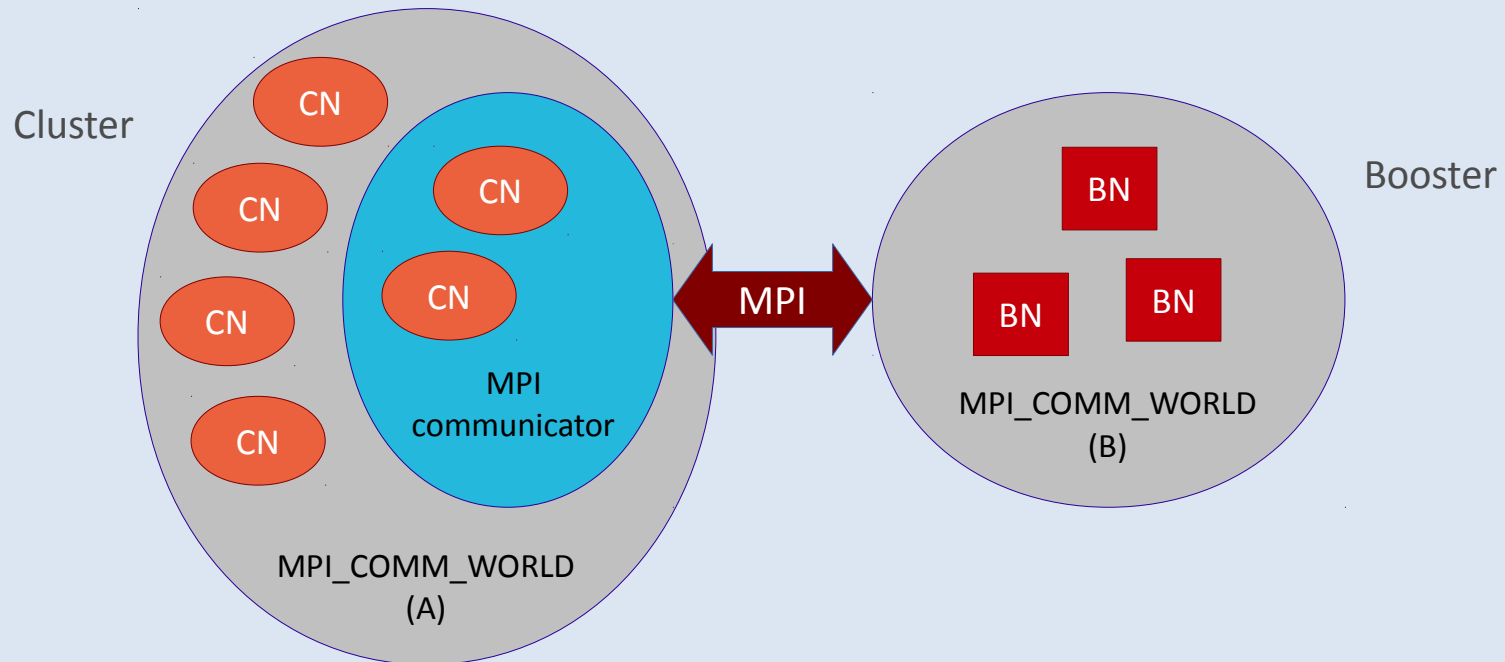 Cluster
CN
CN
CN
CN
CN
CN
MPI
communicator
MPI_COMM_WORLD
(A)
MPI
BN
BN
BN
MPI_COMM_WORLD
(B)
Booster